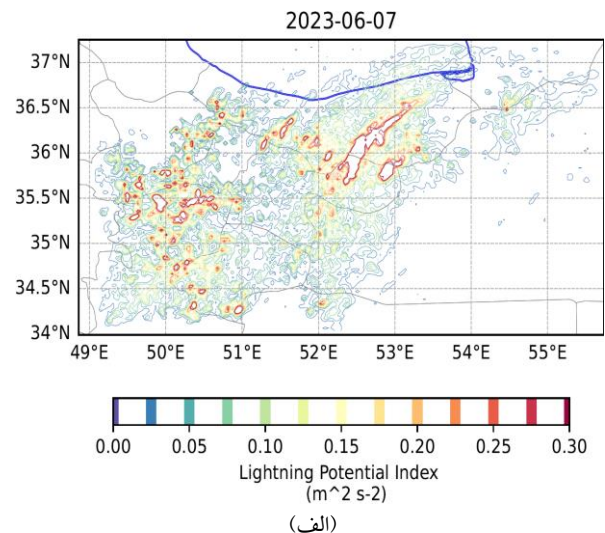 2023-06-07
37°N
36.5°N
36°N
35.5°N
35°N
34.5°N
34°N
49°E 50°E 51°E 52°E 53°E 54°E 55°E
0.00 0.05 0.10 0.15 0.20 0.25 0.30
Lightning Potential Index
(m^2 s-2)
(الف)